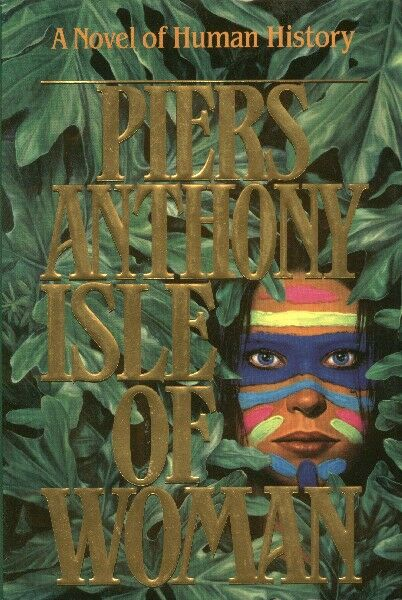 A Novel of Human History
PIERS
ANTHONY
ISLE
OF
WOMAN